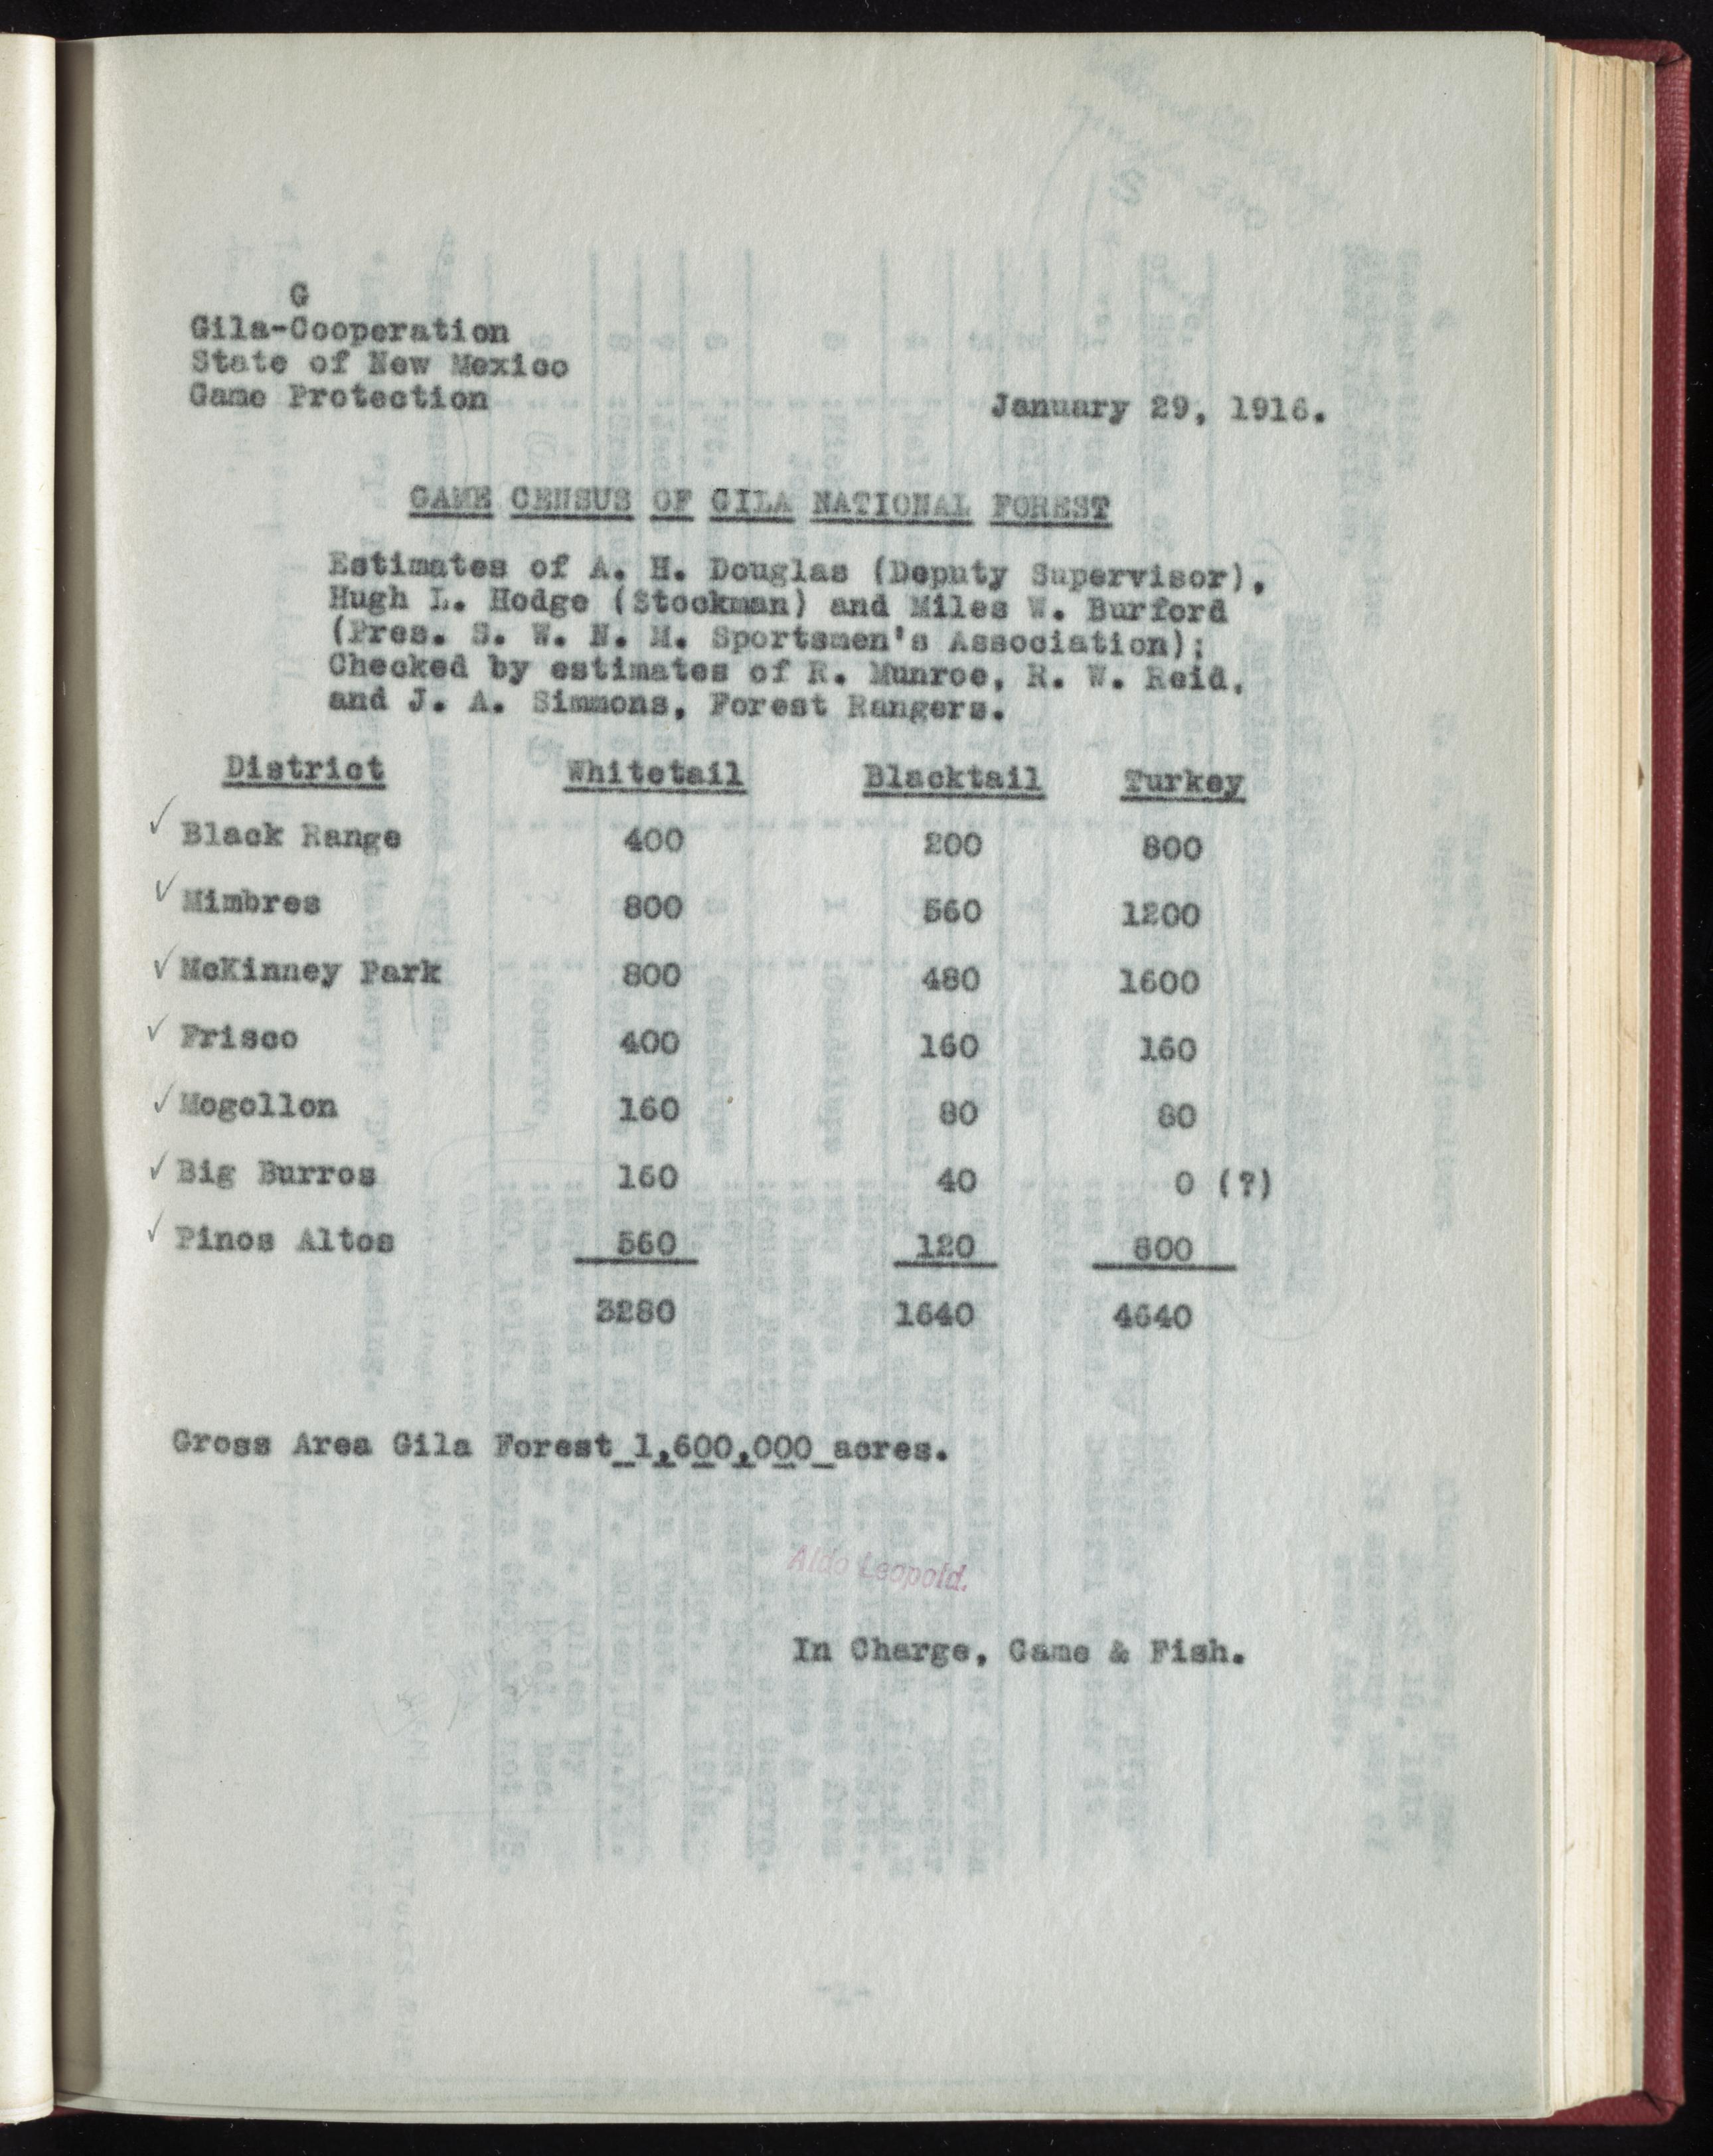 G
Gila-Cooperation
State of New Mexico
Game Protection
January 29, 1916.
GAME CENSUS OF GILA NATIONAL FOREST
Estimates of A. H. Douglas (Deputy Supervisor),
Hugh L. Hodge (Stockman) and Miles W. Burford
(Pres. S. W. N. M. Sportsmen's Association);
Checked by estimates of R. Munroe, R. W. Reid,
and J. A. Simmons, Forest Rangers.
District Whitetail Blacktail Turkey
✓ Black Range 400 200 800
✓ Mimbres 800 560 1200
✓ McKinney Park 800 480 1600
✓ Frisco 400 160 160
✓ Mogollon 160 80 80
✓ Big Burros 160 40 0 (?)
✓ Pinos Altos 560 120 800
3280 1640 4640
Gross Area Gila Forest 1,600,000 acres.
Aldo Leopold.
In Charge, Game & Fish.